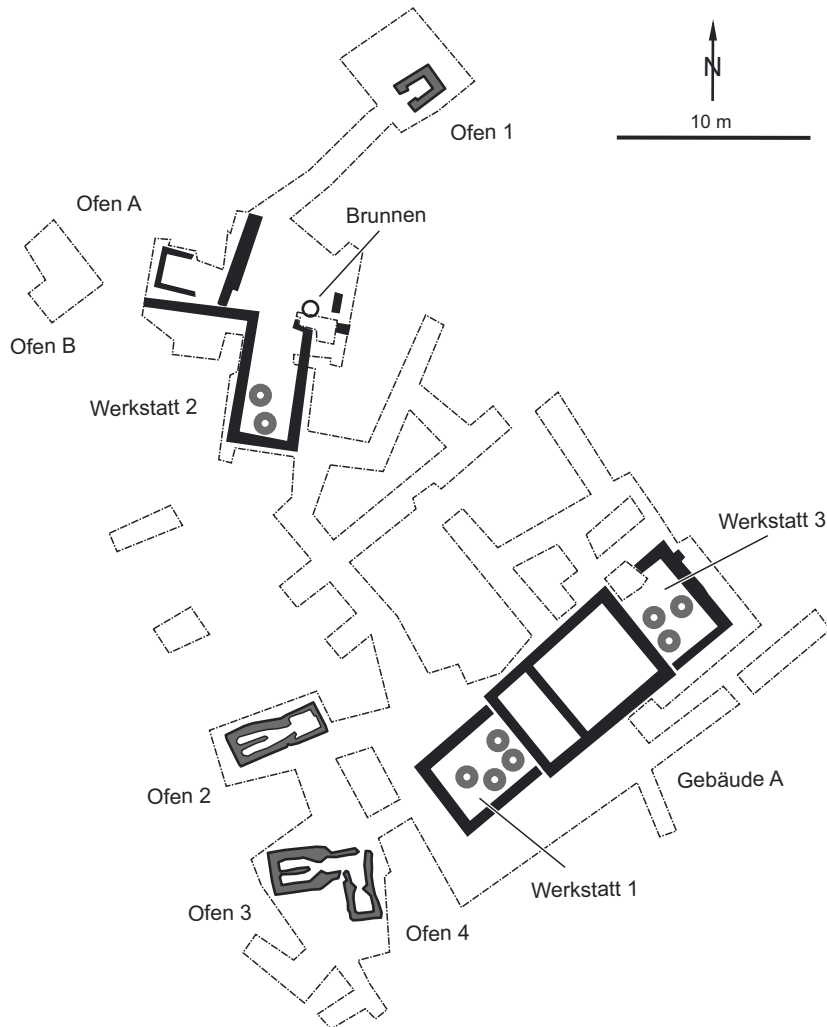 N
10 m
Ofen 1
Ofen A
Brunnen
Ofen B
Werkstatt 2
Werkstatt 3
Ofen 2
Gebäude A
Werkstatt 1
Ofen 3
Ofen 4